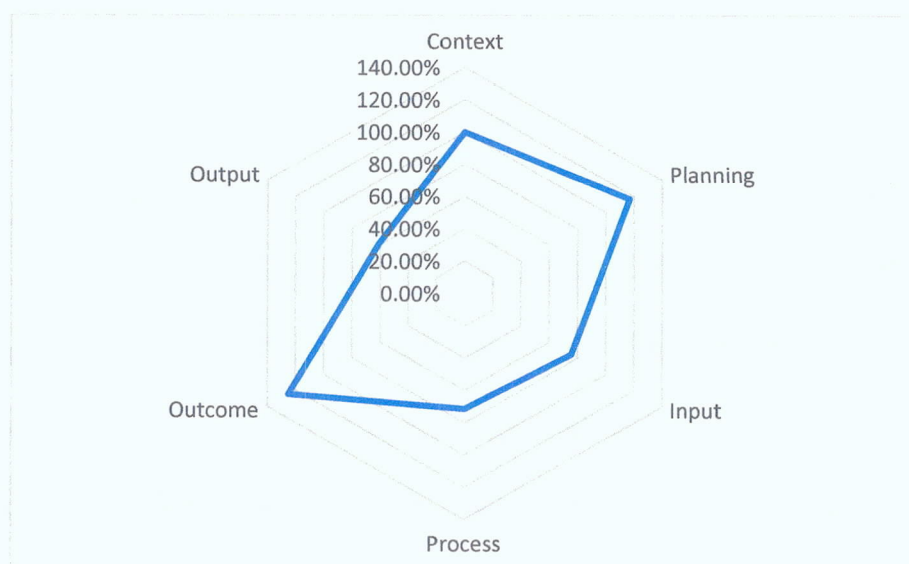 Context
140.00%
120.00%
100.00%
80.00%
60.00%
40.00%
20.00%
0.00%
Output
Planning
Outcome
Input
Process